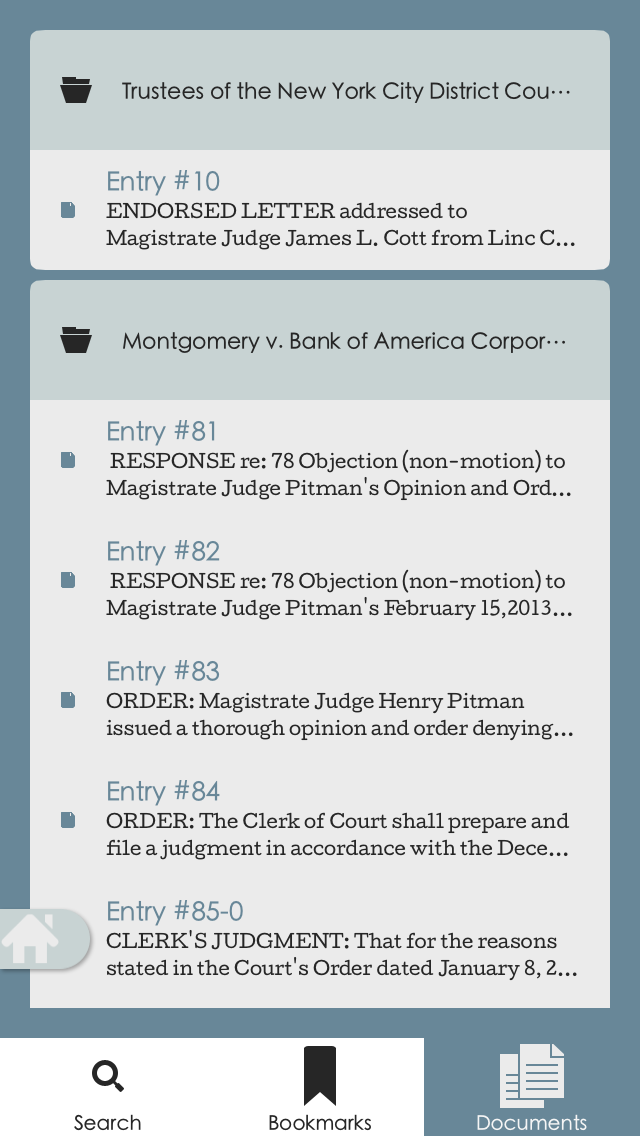 Trustees of the New York City District Cou···
Entry #10
ENDORSED LETTER addressed to
Magistrate Judge James L. Cott from Linc C...
Montgomery v. Bank of America Corpor···
Entry #81
RESPONSE re: 78 Objection (non-motion) to
Magistrate Judge Pitman's Opinion and Ord...
Entry #82
RESPONSE re: 78 Objection (non-motion) to
Magistrate Judge Pitman's February 15,2013...
Entry #83
ORDER: Magistrate Judge Henry Pitman
issued a thorough opinion and order denying...
Entry #84
ORDER: The Clerk of Court shall prepare and
file a judgment in accordance with the Dece...
Entry #85-0
CLERK'S JUDGMENT: That for the reasons
stated in the Court's Order dated January 8, 2...
Search
Bookmarks
Documents